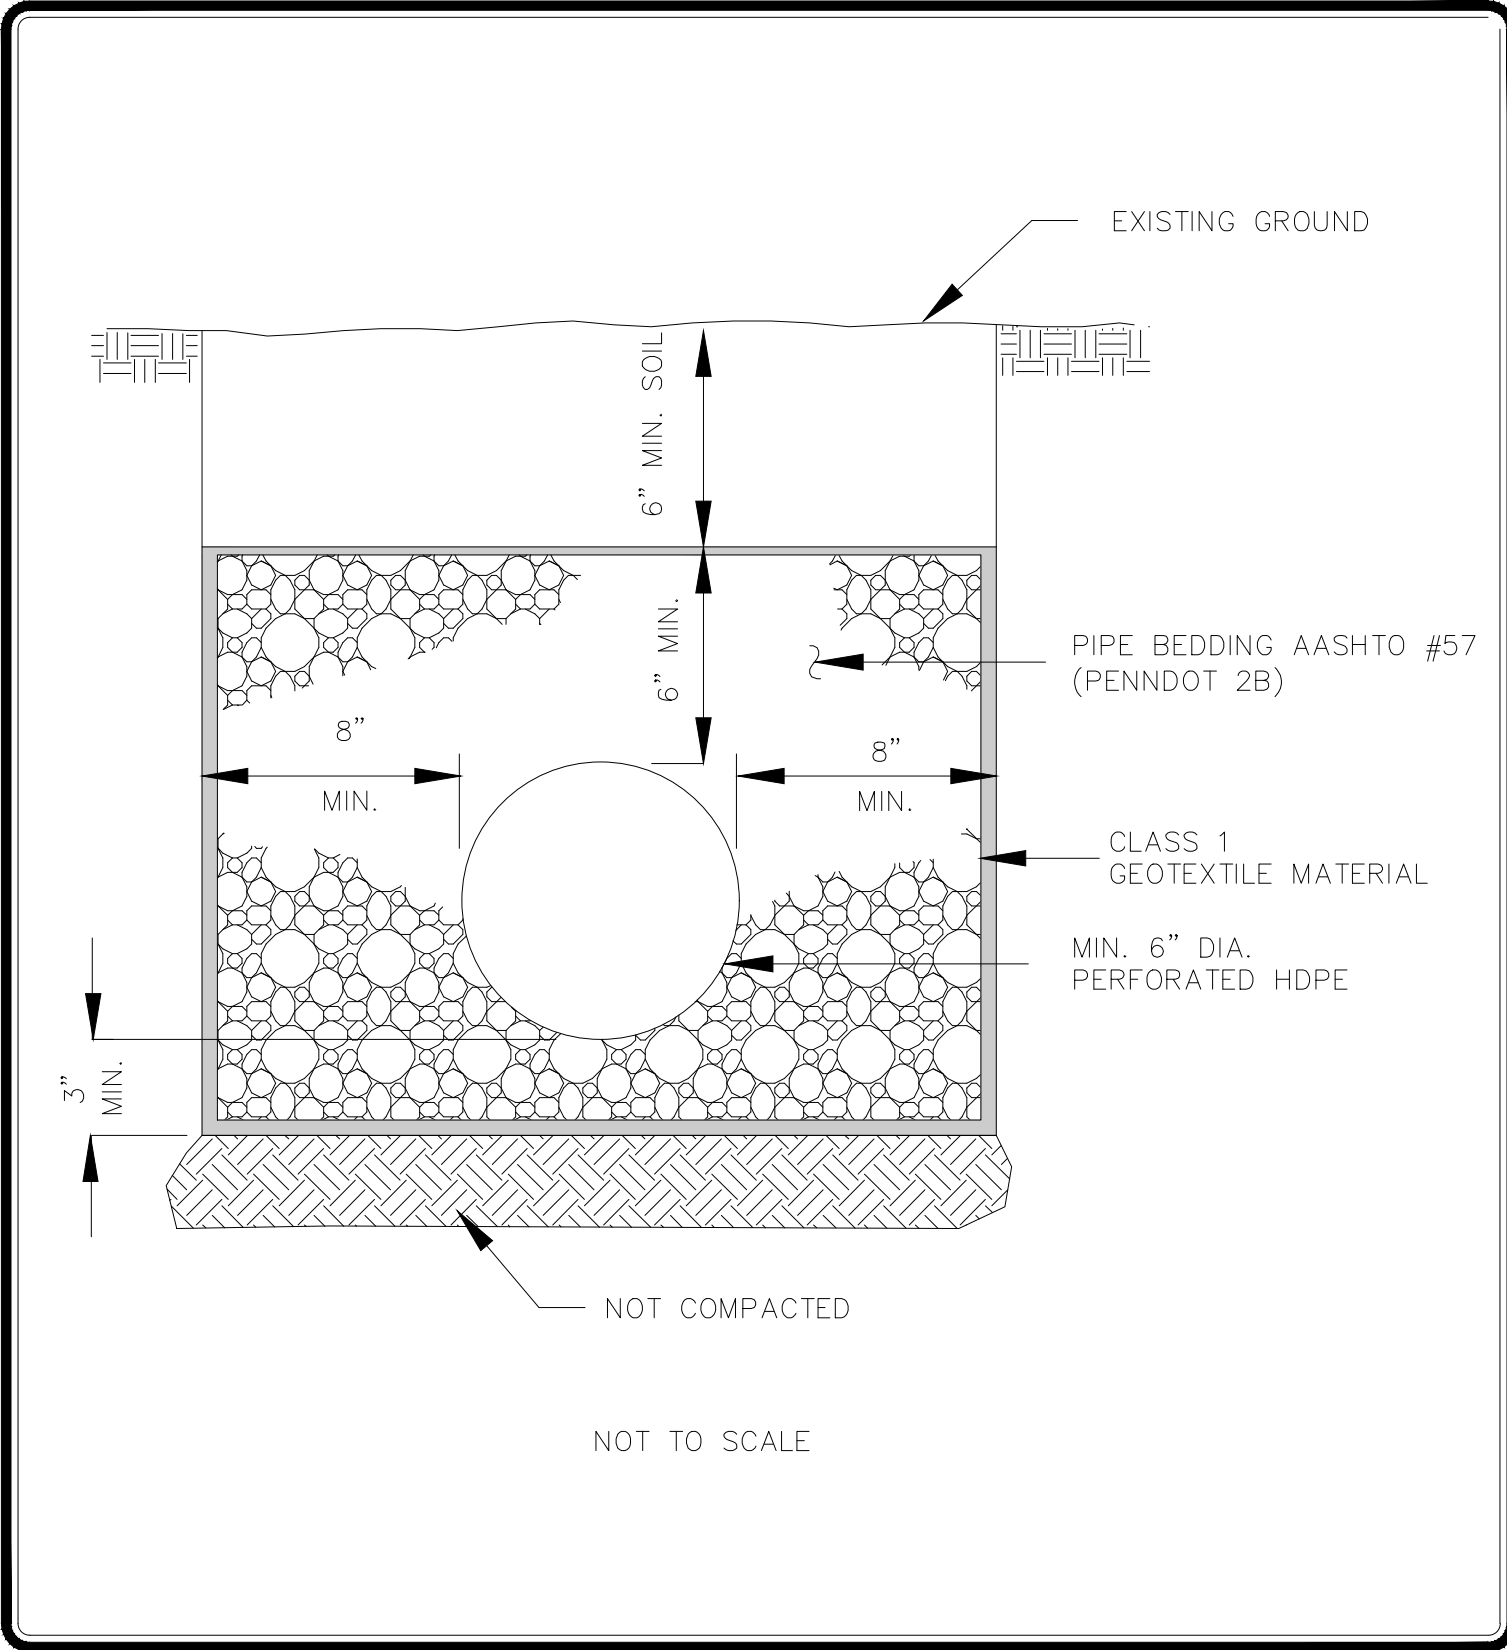 EXISTING GROUND
6” MIN. SOIL
6” MIN.
PIPE BEDDING AASHTO #57
(PENNDOT 2B)
8”
MIN.
8”
MIN.
CLASS 1
GEOTEXTILE MATERIAL
MIN. 6” DIA.
PERFORATED HDPE
3”
MIN.
NOT COMPACTED
NOT TO SCALE